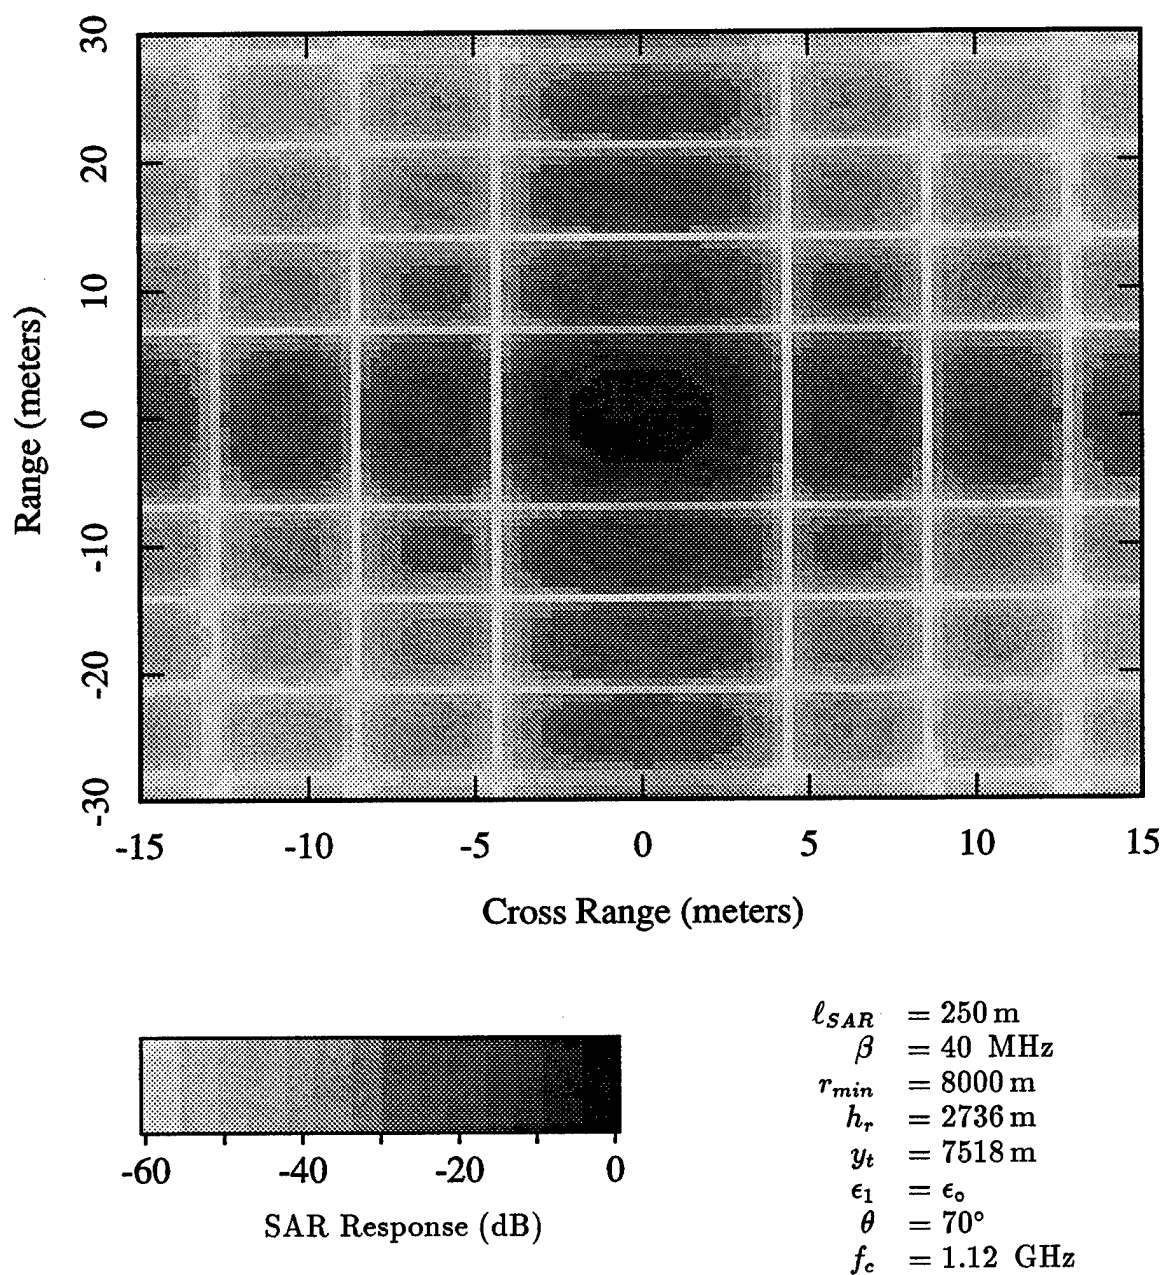 30
20
10
0
-10
-20
-30
Range (meters)
-15 -10 -5 0 5 10 15
Cross Range (meters)
-60 -40 -20 0
SAR Response (dB)
ℓ_SAR = 250 m
β = 40 MHz
r_min = 8000 m
h_r = 2736 m
y_t = 7518 m
ϵ_1 = ϵ_o
θ = 70°
f_c = 1.12 GHz